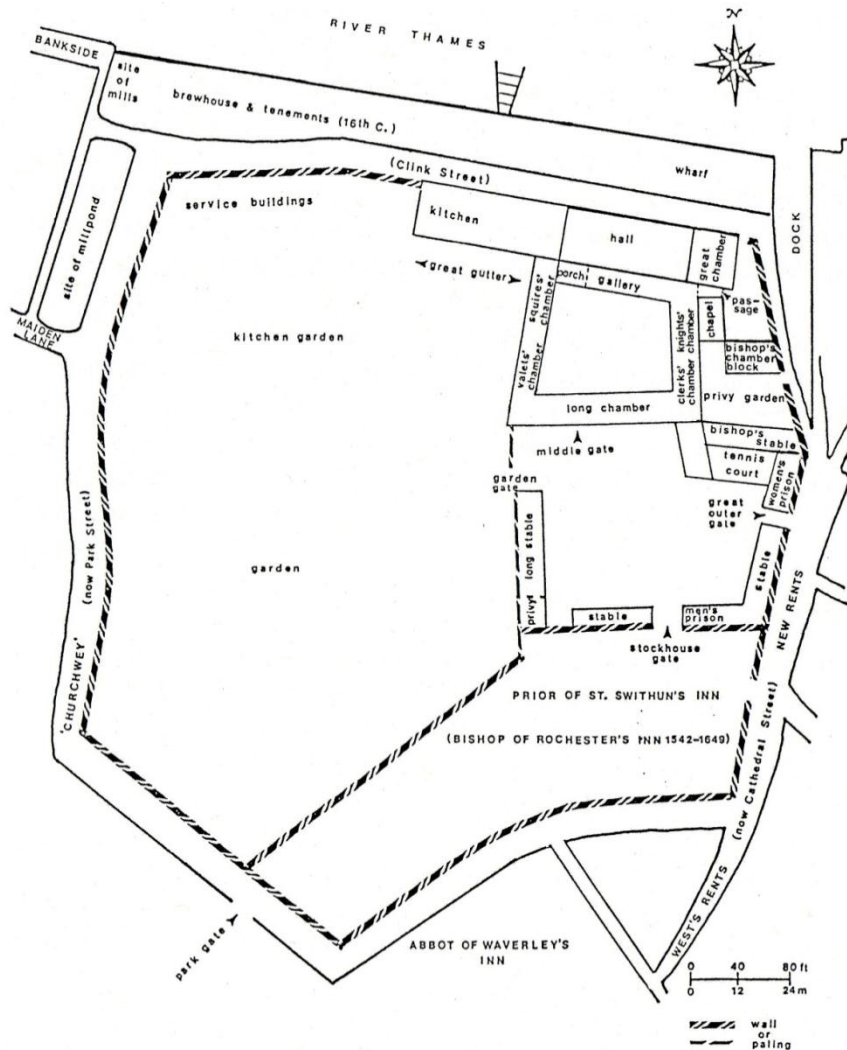 RIVER THAMES
N
BANKSIDE
site
of
mills
brewhouse & tenements (16th C.)
(Clink Street)
wharf
DOCK
site of millpond
service buildings
kitchen
hall
great
chamber
great gutter
porch
gallery
squires'
chamber
pas-
sage
MAIDEN
LANE
kitchen garden
valets'
chamber
clerks'
chamber
knights'
chamber
chapel
bishop's
chamber
block
privy garden
long chamber
middle gate
bishop's
stable
tennis
court
women's
prison
garden
gate
great
outer
gate
long stable
privy
stable
garden
stable
men's
prison
stockhouse
gate
'CHURCHWEY'
(now Park Street)
NEW RENTS
PRIOR OF ST. SWITHUN'S INN
(BISHOP OF ROCHESTER'S INN 1542-1649)
(now Cathedral Street)
WEST'S RENTS
park gate
ABBOT OF WAVERLEY'S
INN
0 40 80 ft
0 12 24 m
wall
or
paling